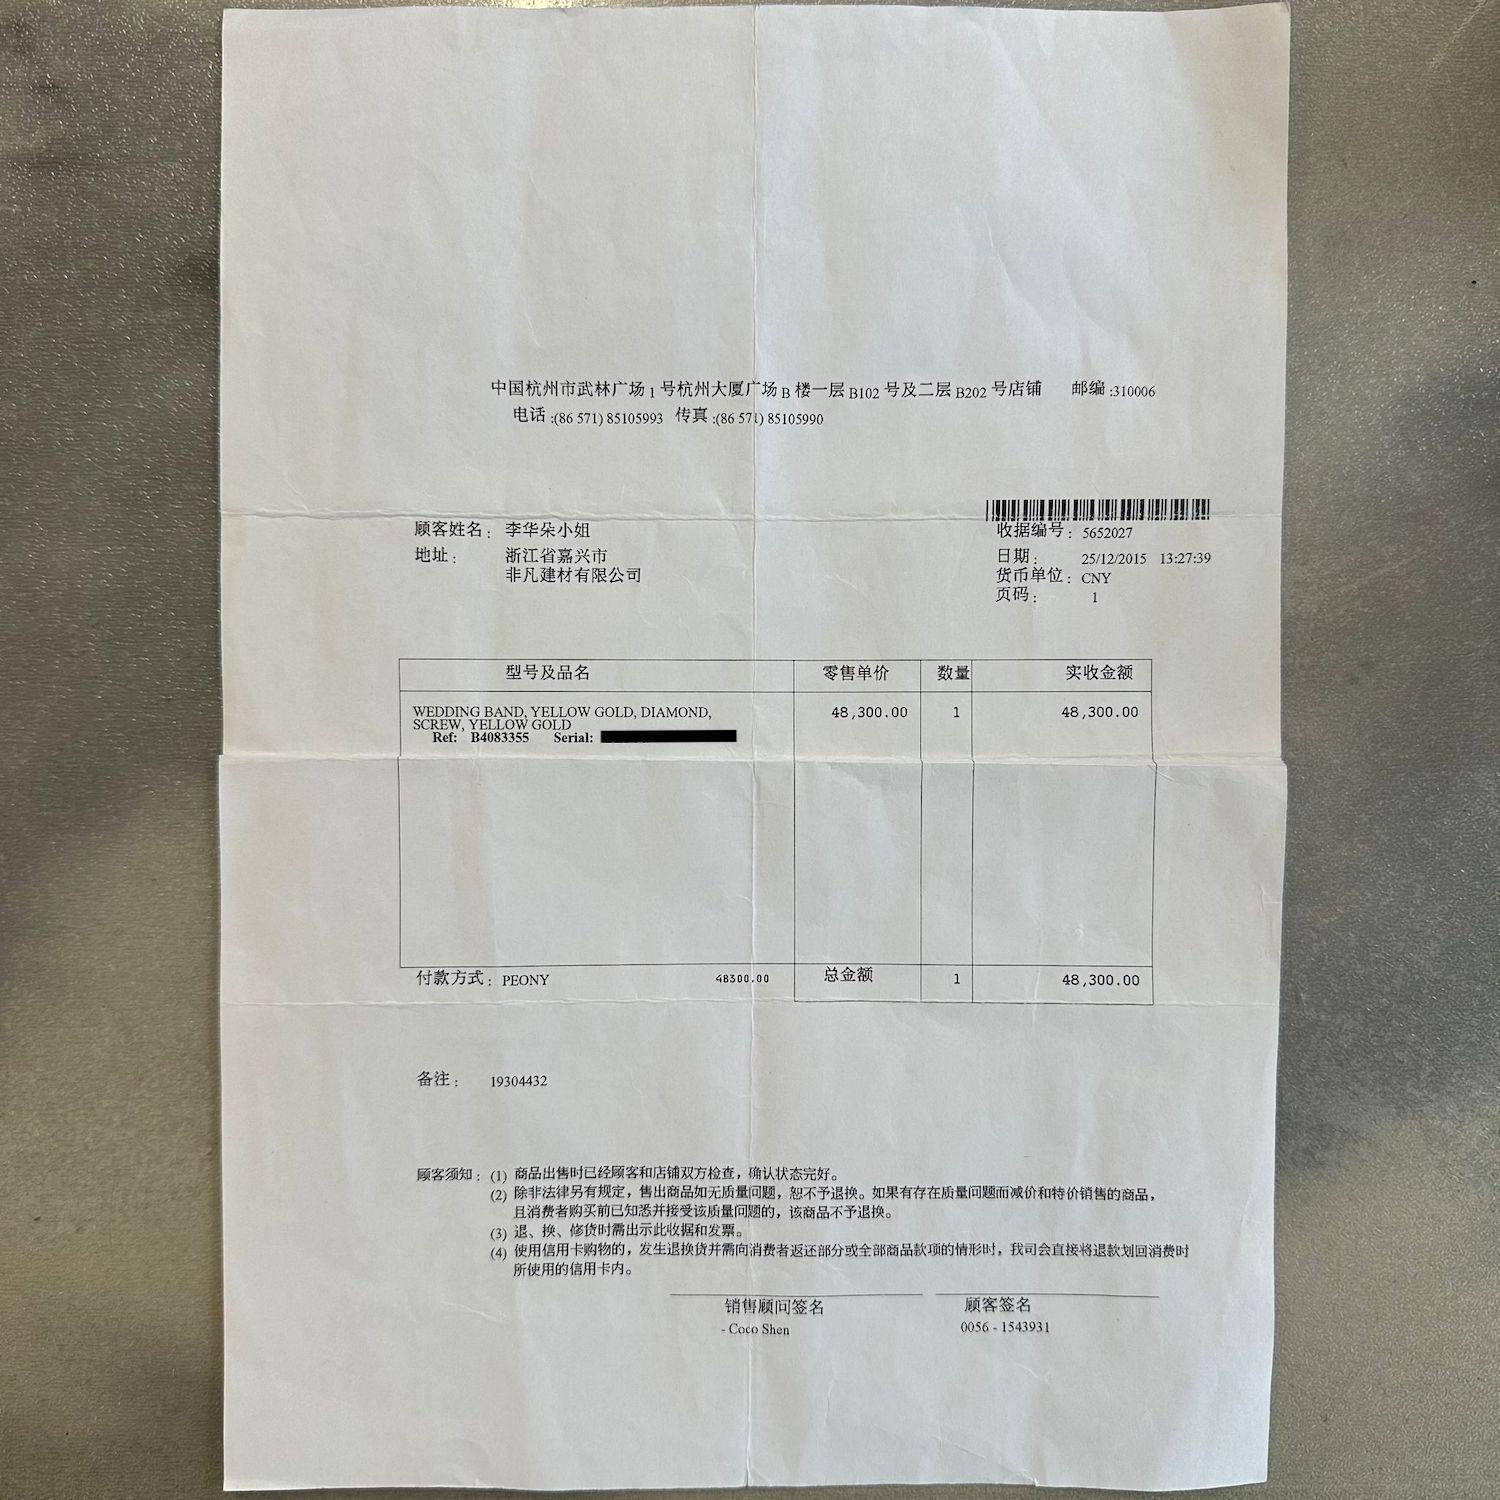 中国杭州市武林广场1号杭州大厦广场B楼一层B102号及二层B202号店铺 邮编:310006
电话:(86 571) 85105993 传真:(86 571) 85105990
顾客姓名： 李华朵小姐
地址： 浙江省嘉兴市
非凡建材有限公司
收据编号： 5652027
日期： 25/12/2015 13:27:39
货币单位： CNY
页码： 1
型号及品名 零售单价 数量 实收金额
WEDDING BAND, YELLOW GOLD, DIAMOND, 48,300.00 1 48,300.00
SCREW, YELLOW GOLD
Ref: B4083355 Serial:
付款方式： PEONY 48300.00 总金额 1 48,300.00
备注： 19304432
顾客须知： (1) 商品出售时已经顾客和店铺双方检查，确认状态完好。
(2) 除非法律另有规定，售出商品如无质量问题，恕不予退换。如果有存在质量问题而减价和特价销售的商品，
且消费者购买前已知悉并接受该质量问题的，该商品不予退换。
(3) 退、换、修货时需出示此收据和发票。
(4) 使用信用卡购物的，发生退换货并需向消费者返还部分或全部商品款项的情形时，我司会直接将退款划回消费时
所使用的信用卡内。
销售顾问签名 顾客签名
- Coco Shen 0056 - 1543931